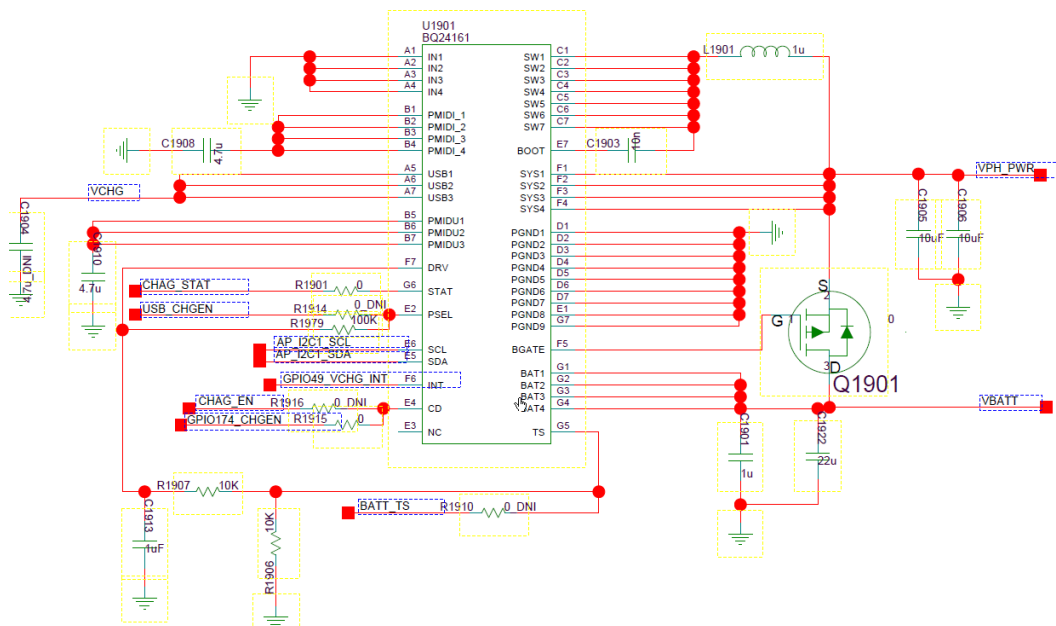 U1901
BQ24161
A1 IN1
A2 IN2
A3 IN3
A4 IN4
B1 PMIDI_1
B2 PMIDI_2
B3 PMIDI_3
B4 PMIDI_4
A5 USB1
A6 USB2
A7 USB3
B5 PMIDU1
B6 PMIDU2
B7 PMIDU3
F7 DRV
G6 STAT
E2 PSEL
E6 SCL
E5 SDA
F6 INT
E4 CD
E3 NC
SW1 C1
SW2 C2
SW3 C3
SW4 C4
SW5 C5
SW6 C6
SW7 C7
BOOT E7
SYS1 F1
SYS2 F2
SYS3 F3
SYS4 F4
PGND1 D1
PGND2 D2
PGND3 D3
PGND4 D4
PGND5 D5
PGND6 D6
PGND7 D7
PGND8 E1
PGND9 G7
BGATE F5
BAT1 G1
BAT2 G2
BAT3 G3
G4
TS G5
C1908
4.7u
VCHG
C1904
4.7u_DNI
4.7u
CHAG_STAT
R1901 0
USB_CHGEN
R1914 0_DNI
R1979 100K
AP_I2C1_SCL
AP_I2C1_SDA
GPIO49_VCHG_INT
CHAG_EN
R1916 0_DNI
GPIO174_CHGEN
R1915 0
R1907 10K
C1913
1uF
10K
R1906
BATT_TS
R1910 0_DNI
L1901 1u
C1903
10n
VPH_PWR
C1905
10uF
C1906
10uF
S
2
G 1
0
3 D
Q1901
VBATT
C1901
1u
C1922
22u